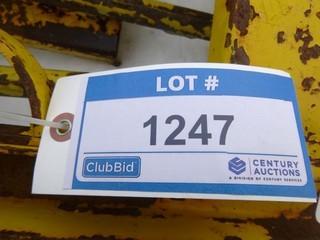 LOT #
1247
ClubBid
CENTURY
AUCTIONS
A DIVISION OF CENTURY SERVICES